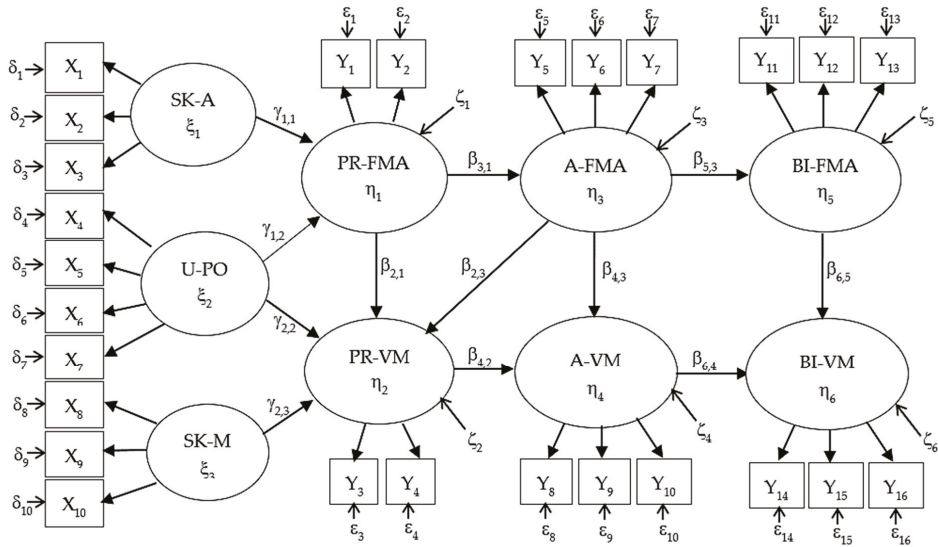 ε1 ε2 ε5 ε6 ε7 ε11 ε12 ε13
δ1 X1 Y1 Y2 Y5 Y6 Y7 Y11 Y12 Y13
SK-A
ξ1
δ2 X2
γ1,1 ζ1 ζ3 ζ5
δ3 X3
PR-FMA β3,1 A-FMA β5,3 BI-FMA
η1 η3 η5
δ4 X4
γ1,2
δ5 X5
U-PO
ξ2
β2,1 β2,3 β4,3 β6,5
δ6 X6
γ2,2
δ7 X7
PR-VM β4,2 A-VM β6,4 BI-VM
η2 η4 η6
δ8 X8
γ2,3
SK-M
ξ3
ζ2 ζ4 ζ6
δ9 X9
δ10 X10
Y3 Y4 Y8 Y9 Y10 Y14 Y15 Y16
ε3 ε4 ε8 ε9 ε10 ε14 ε15 ε16